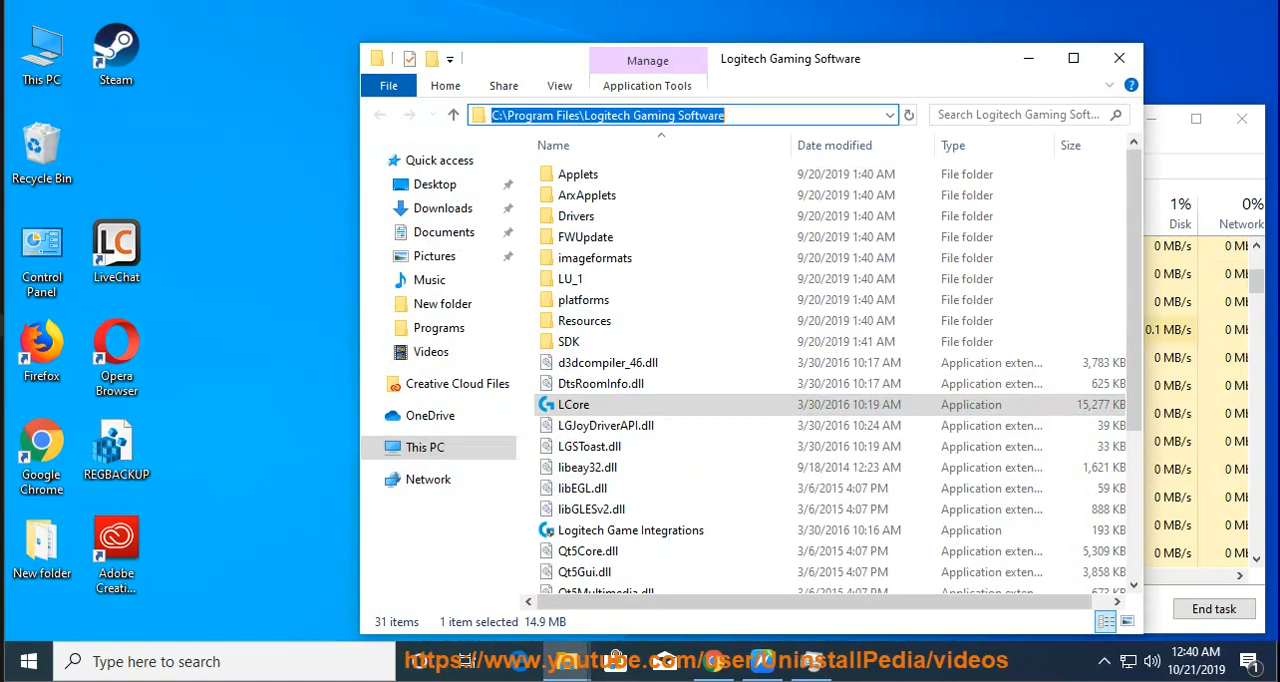 This PC
Steam
Recycle Bin
Control Panel
LC
LiveChat
Firefox
Opera Browser
Google Chrome
REGBACKUP
New folder
Adobe Creati...
Manage
Logitech Gaming Software
File
Home
Share
View
Application Tools
C:\Program Files\Logitech Gaming Software
Search Logitech Gaming Soft...
Quick access
Desktop
Downloads
Documents
Pictures
Music
New folder
Programs
Videos
Creative Cloud Files
OneDrive
This PC
Network
Name Date modified Type Size
Applets 9/20/2019 1:40 AM File folder
ArxApplets 9/20/2019 1:40 AM File folder
Drivers 9/20/2019 1:40 AM File folder
FWUpdate 9/20/2019 1:40 AM File folder
imageformats 9/20/2019 1:40 AM File folder
LU_1 9/20/2019 1:40 AM File folder
platforms 9/20/2019 1:40 AM File folder
Resources 9/20/2019 1:40 AM File folder
SDK 9/20/2019 1:41 AM File folder
d3dcompiler_46.dll 3/30/2016 10:17 AM Application exten... 3,783 KB
DtsRoomInfo.dll 3/30/2016 10:17 AM Application exten... 625 KB
LCore 3/30/2016 10:19 AM Application 15,277 KB
LGJoyDriverAPI.dll 3/30/2016 10:24 AM Application exten... 39 KB
LGSToast.dll 3/30/2016 10:19 AM Application exten... 33 KB
libeay32.dll 9/18/2014 12:23 AM Application exten... 1,621 KB
libEGL.dll 3/6/2015 4:07 PM Application exten... 59 KB
libGLESv2.dll 3/6/2015 4:07 PM Application exten... 888 KB
Logitech Game Integrations 3/30/2016 10:16 AM Application 193 KB
Qt5Core.dll 3/6/2015 4:07 PM Application exten... 5,309 KB
Qt5Gui.dll 3/6/2015 4:07 PM Application exten... 3,858 KB
Qt5Multimedia.dll 3/6/2015 4:07 PM Application exten... 673 KB
31 items 1 item selected 14.9 MB
1% 0%
Disk Network
0 MB/s
0 MB/s
0 MB/s
0.1 MB/s
0 MB/s
0 MB/s
0 MB/s
0 MB/s
0 MB/s
0 MB/s
0 MB/s
0 MB/s
End task
Type here to search
https://www.youtube.com/user/UninstallPedia/videos
12:40 AM
10/21/2019
1